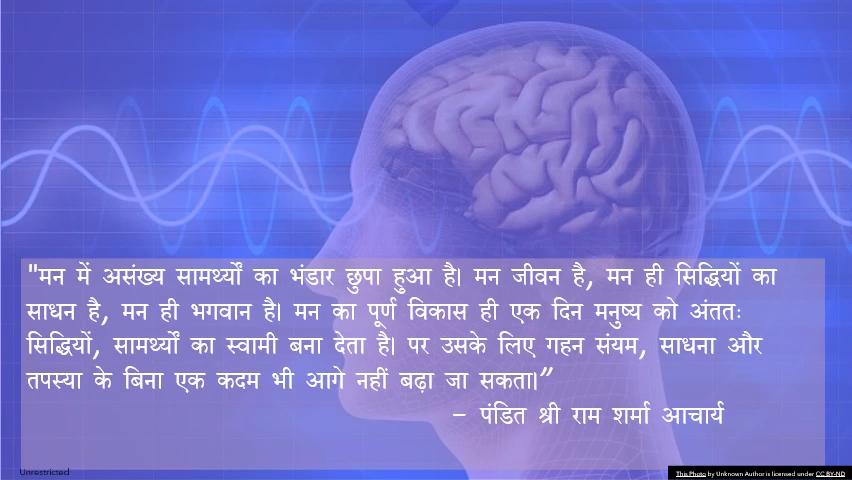 "मन में असंख्य सामर्थ्यों का भंडार छुपा हुआ है। मन जीवन है, मन ही सिद्धियों का
साधन है, मन ही भगवान है। मन का पूर्ण विकास ही एक दिन मनुष्य को अंततः
सिद्धियों, सामर्थ्यों का स्वामी बना देता है। पर उसके लिए गहन संयम, साधना और
तपस्या के बिना एक कदम भी आगे नहीं बढ़ा जा सकता।”
– पंडित श्री राम शर्मा आचार्य
Unrestricted
This Photo by Unknown Author is licensed under CC BY-ND